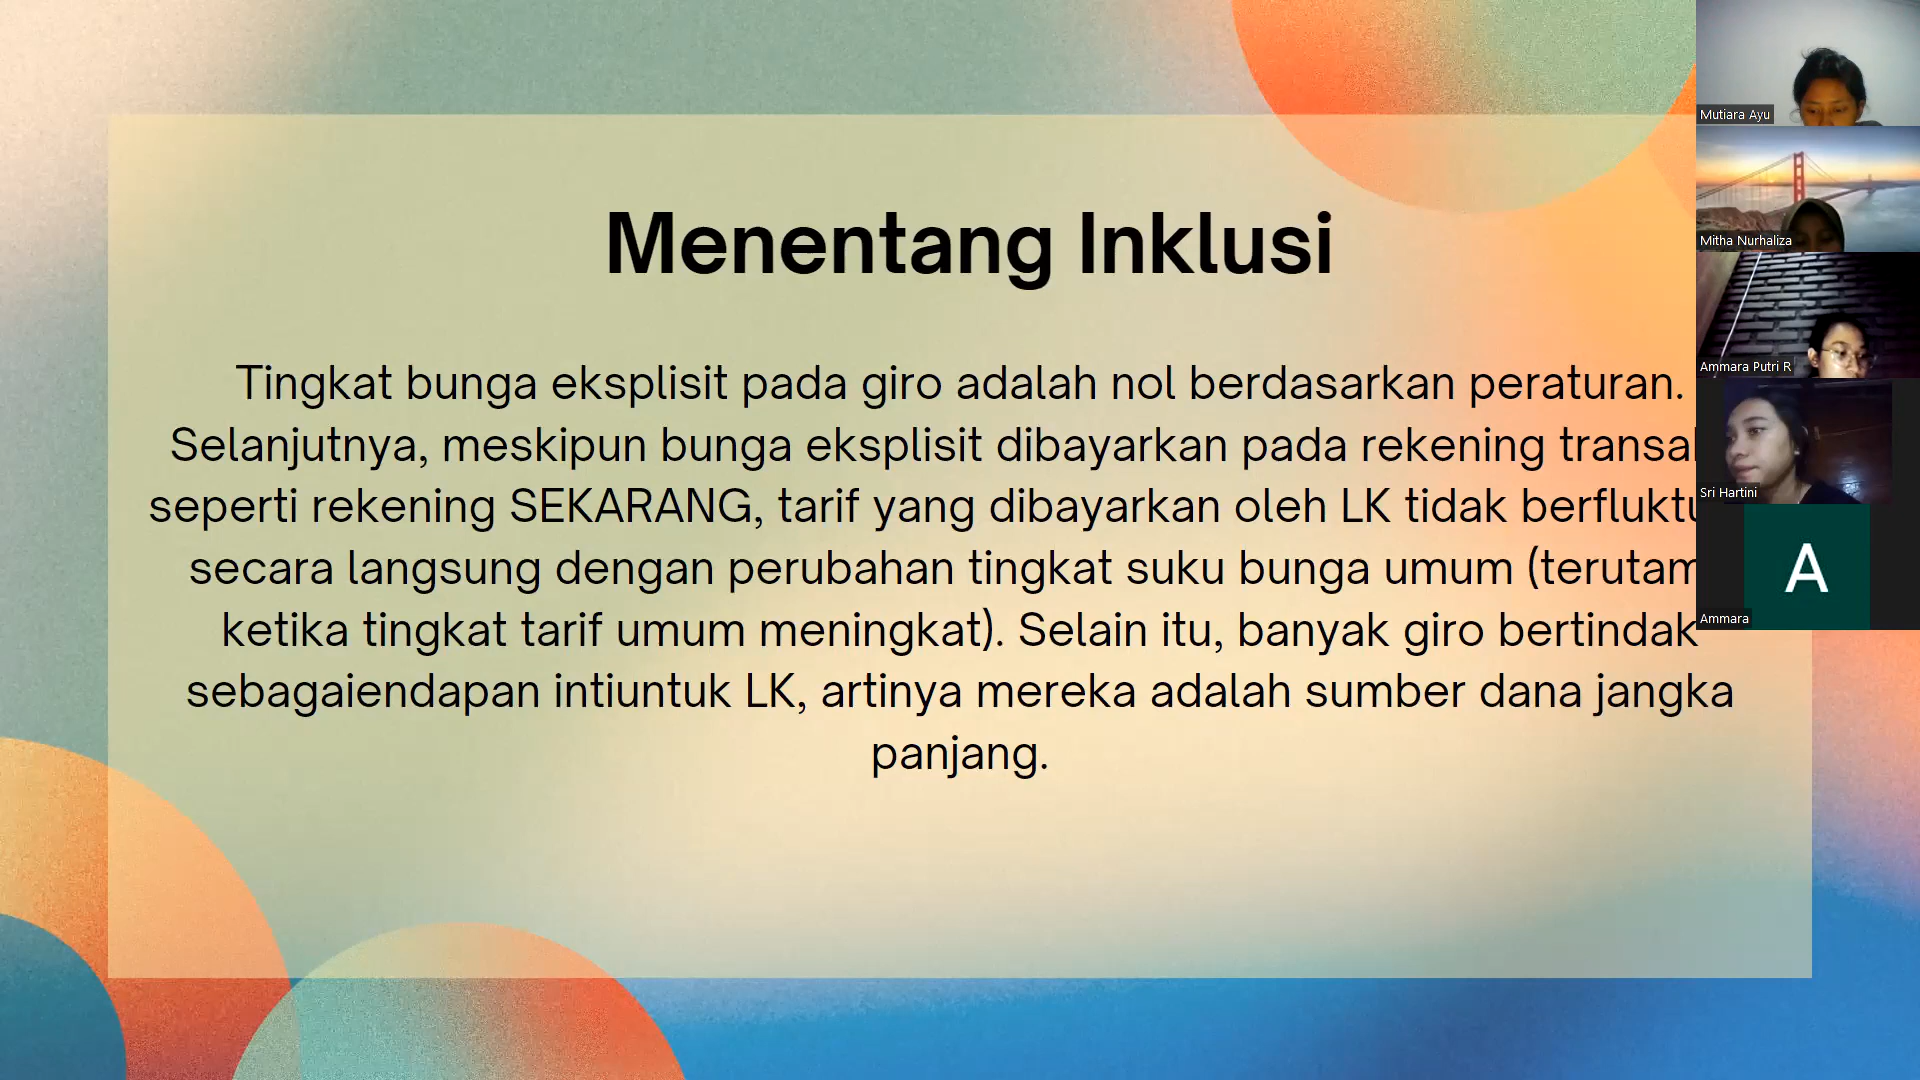 Menentang Inklusi
Tingkat bunga eksplisit pada giro adalah nol berdasarkan peraturan.
Selanjutnya, meskipun bunga eksplisit dibayarkan pada rekening
seperti rekening SEKARANG, tarif yang dibayarkan oleh LK tidak
secara langsung dengan perubahan tingkat suku bunga umum
ketika tingkat tarif umum meningkat). Selain itu, banyak giro bertindak
sebagaiendapan intiuntuk LK, artinya mereka adalah sumber dana jangka
panjang.
Mutiara Ayu
Mitha Nurhaliza
Ammara Putri R
Sri Hartini
A
Ammara